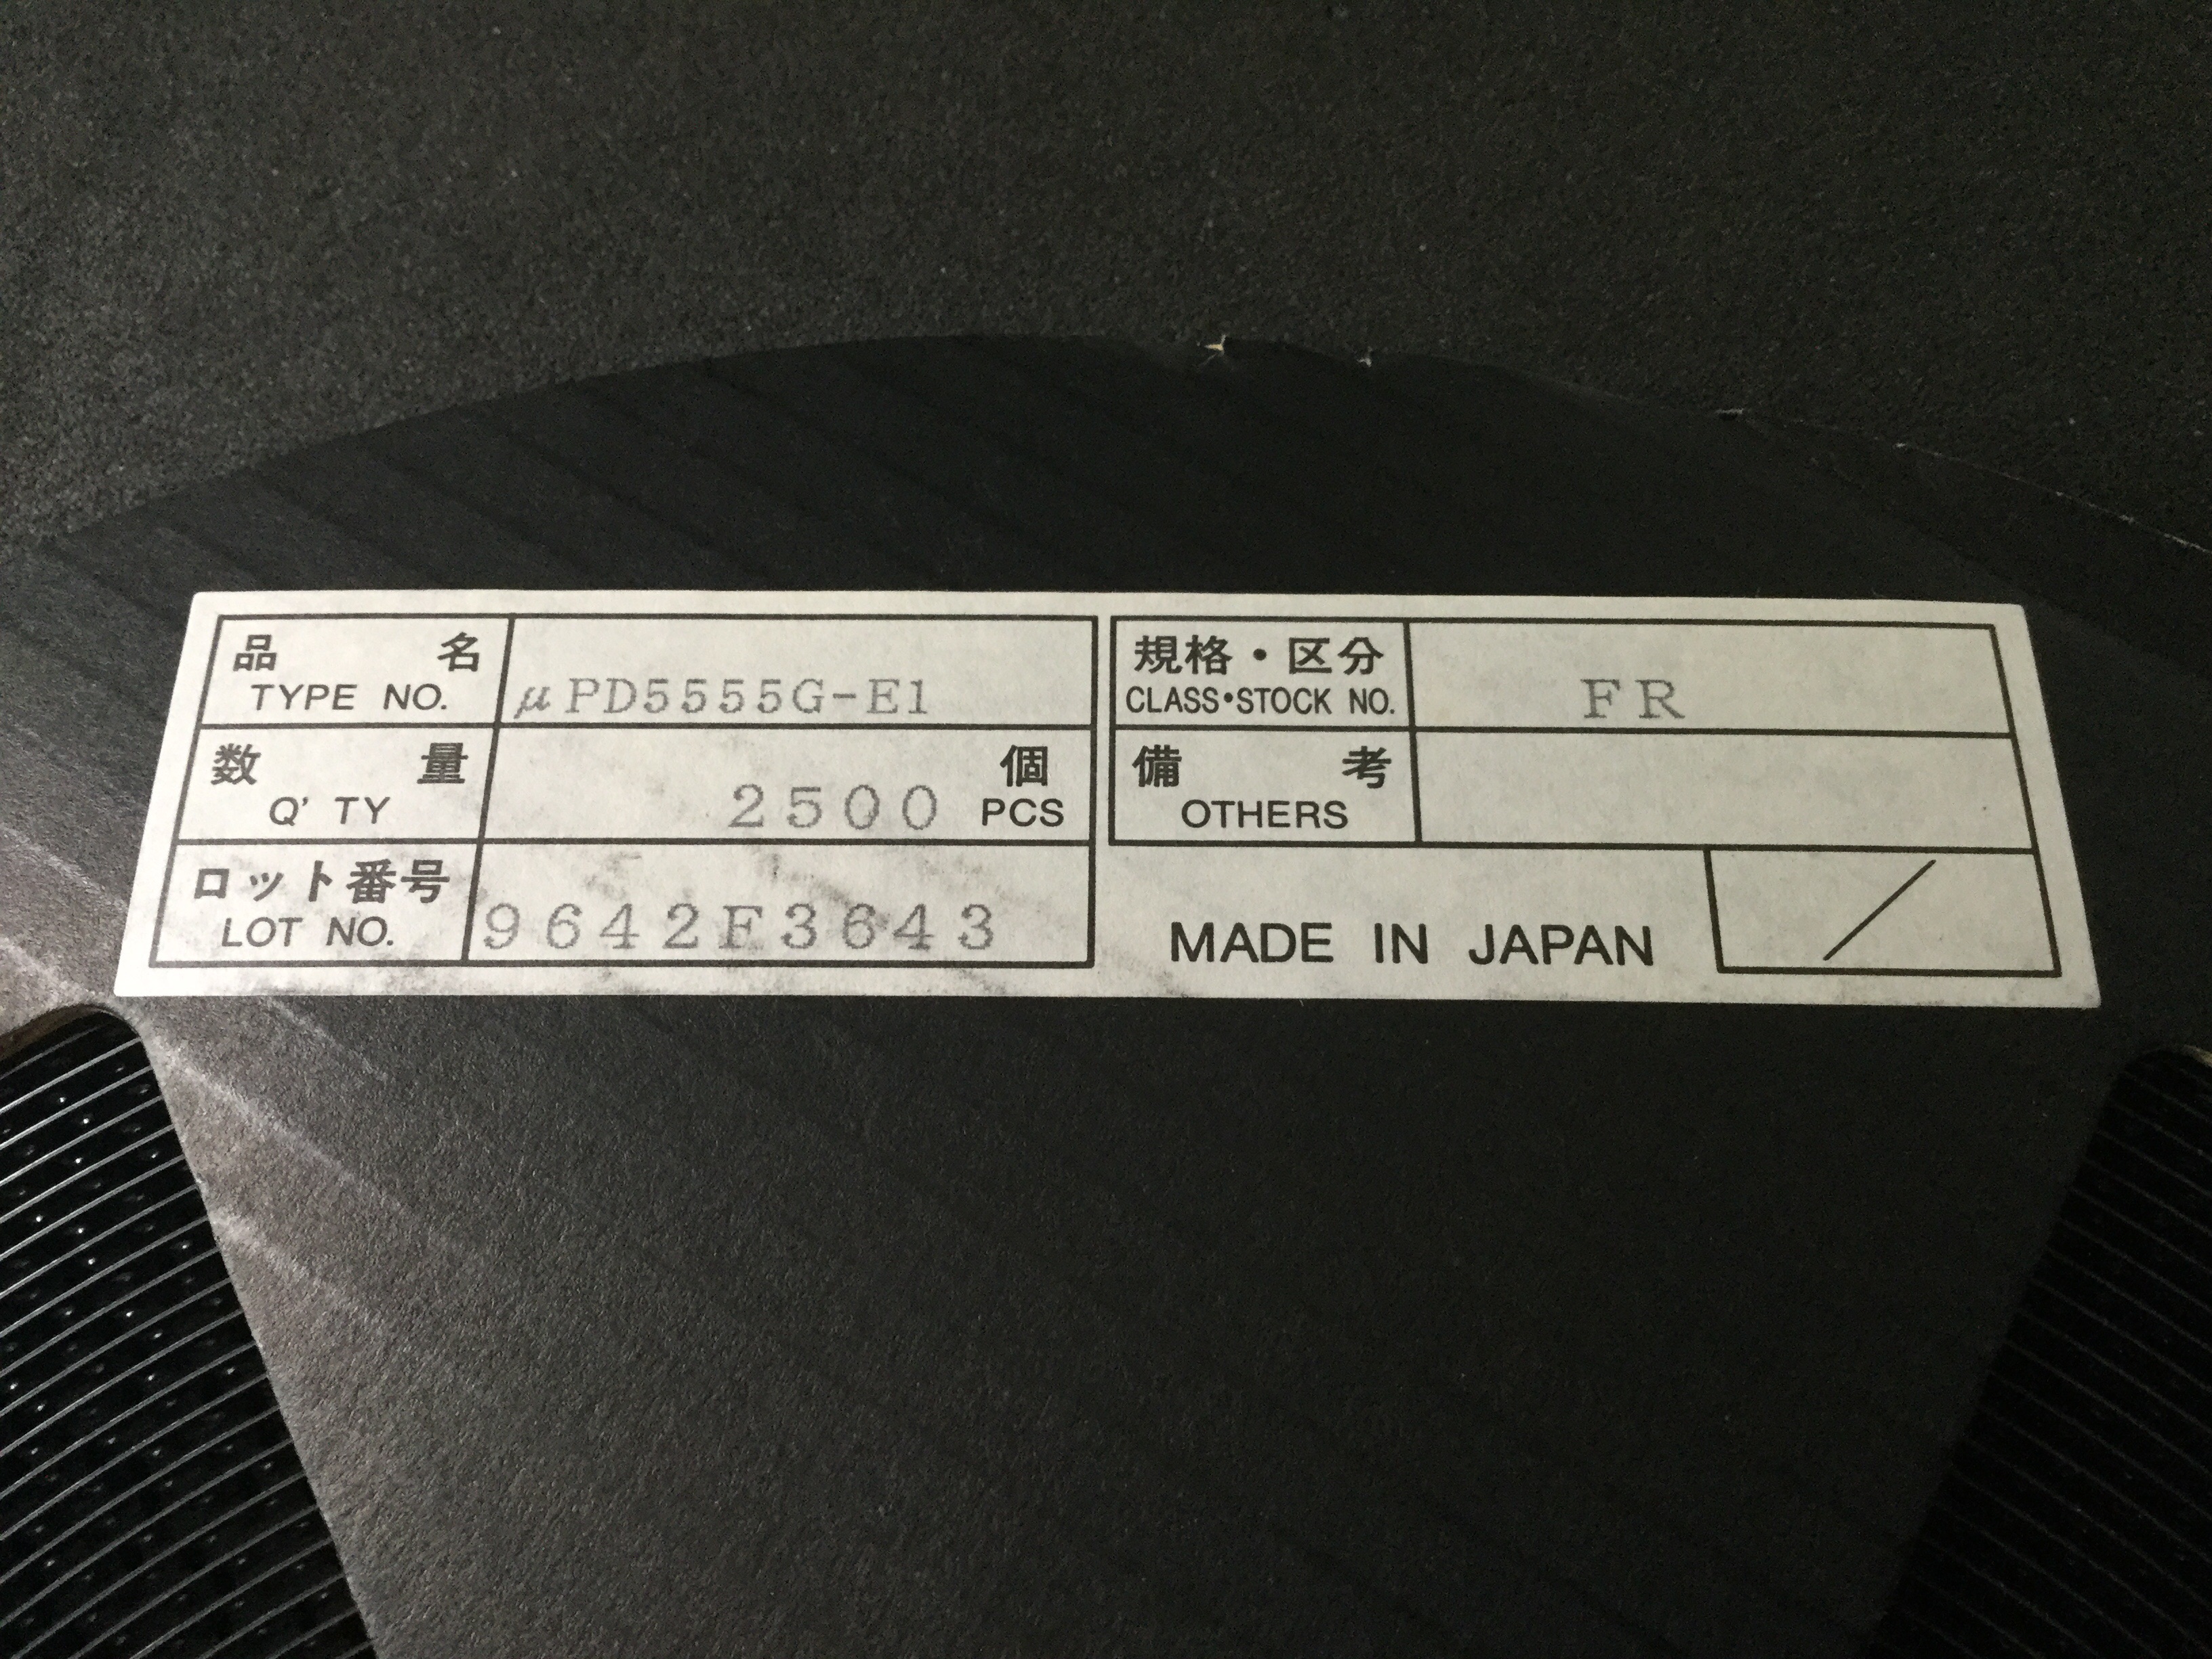 品名 μPD5555G-E1
TYPE NO.
数量 個
Q'TY 2500 PCS
ロット番号
LOT NO. 9642F3643
規格・区分
CLASS•STOCK NO. FR
備考
OTHERS
MADE IN JAPAN /